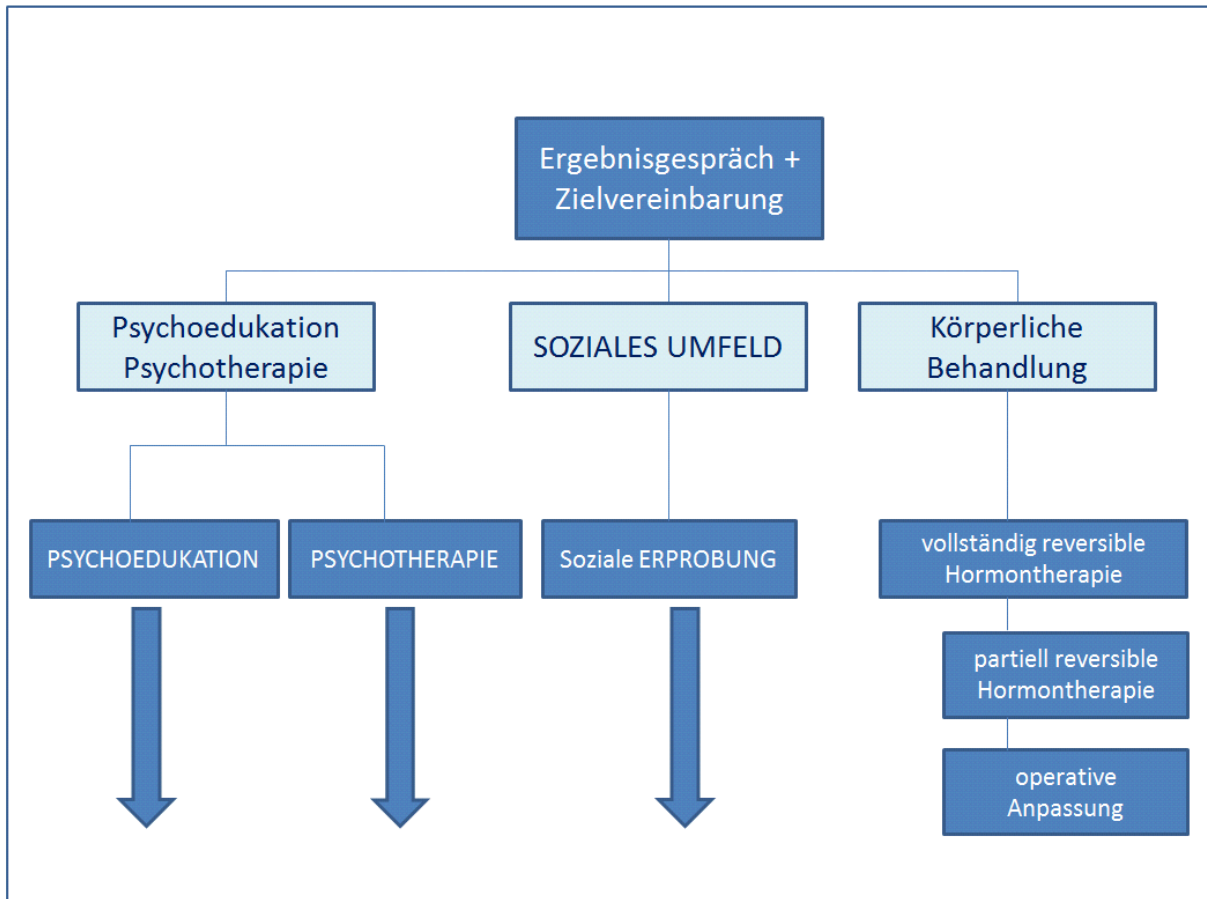 Ergebnisgespräch +
Zielvereinbarung
Psychoedukation
Psychotherapie
SOZIALES UMFELD
Körperliche
Behandlung
PSYCHOEDUKATION
PSYCHOTHERAPIE
Soziale ERPROBUNG
vollständig reversible
Hormontherapie
partiell reversible
Hormontherapie
operative
Anpassung